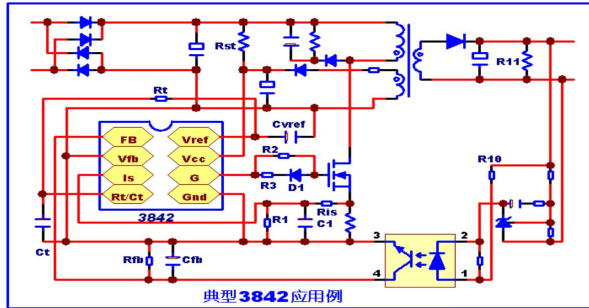 Rst
R11
Rt
Cvref
FB
Vref
R2
R10
Vfb
Vcc
Is
G
R3
D1
Rt/Ct
Gnd
3842
Ris
R1
C1
Ct
3
2
Rfb
Cfb
4
1
典型3842应用例